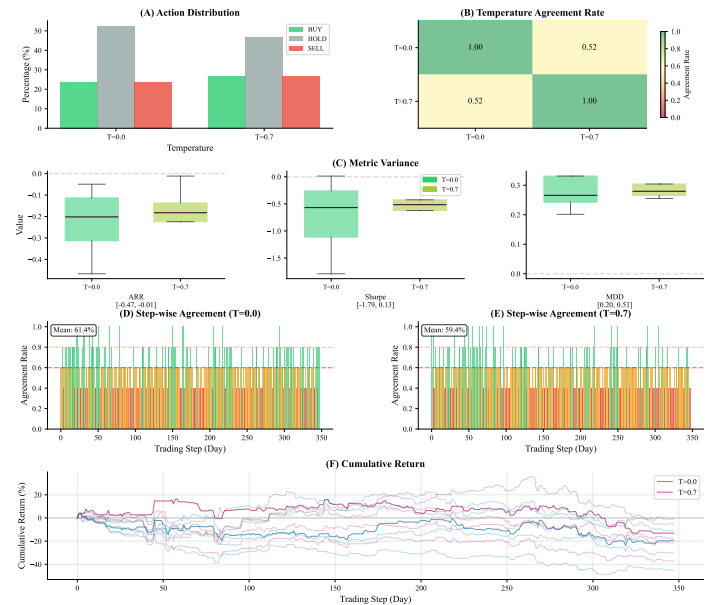 (A) Action Distribution
BUY
HOLD
SELL
Percentage (%)
50
40
30
20
10
0
T=0.0
T=0.7
Temperature
(B) Temperature Agreement Rate
T=0.0
T=0.7
1.00
0.52
0.52
1.00
T=0.0
T=0.7
1.0
0.8
0.6
0.4
0.2
0.0
Agreement Rate
(C) Metric Variance
Value
0.0
−0.1
−0.2
−0.3
−0.4
T=0.0
T=0.7
ARR
[-0.47, -0.01]
T=0.0
T=0.7
0.0
−0.5
−1.0
−1.5
T=0.0
T=0.7
Sharpe
[-1.79, 0.13]
0.3
0.2
0.1
0.0
T=0.0
T=0.7
MDD
[0.20, 0.51]
(D) Step-wise Agreement (T=0.0)
Mean: 61.4%
Agreement Rate
1.0
0.8
0.6
0.4
0.2
0.0
0
50
100
150
200
250
300
350
Trading Step (Day)
(E) Step-wise Agreement (T=0.7)
Mean: 59.4%
Agreement Rate
1.0
0.8
0.6
0.4
0.2
0.0
0
50
100
150
200
250
300
350
Trading Step (Day)
(F) Cumulative Return
T=0.0
T=0.7
Cumulative Return (%)
20
0
−20
−40
0
50
100
150
200
250
300
350
Trading Step (Day)